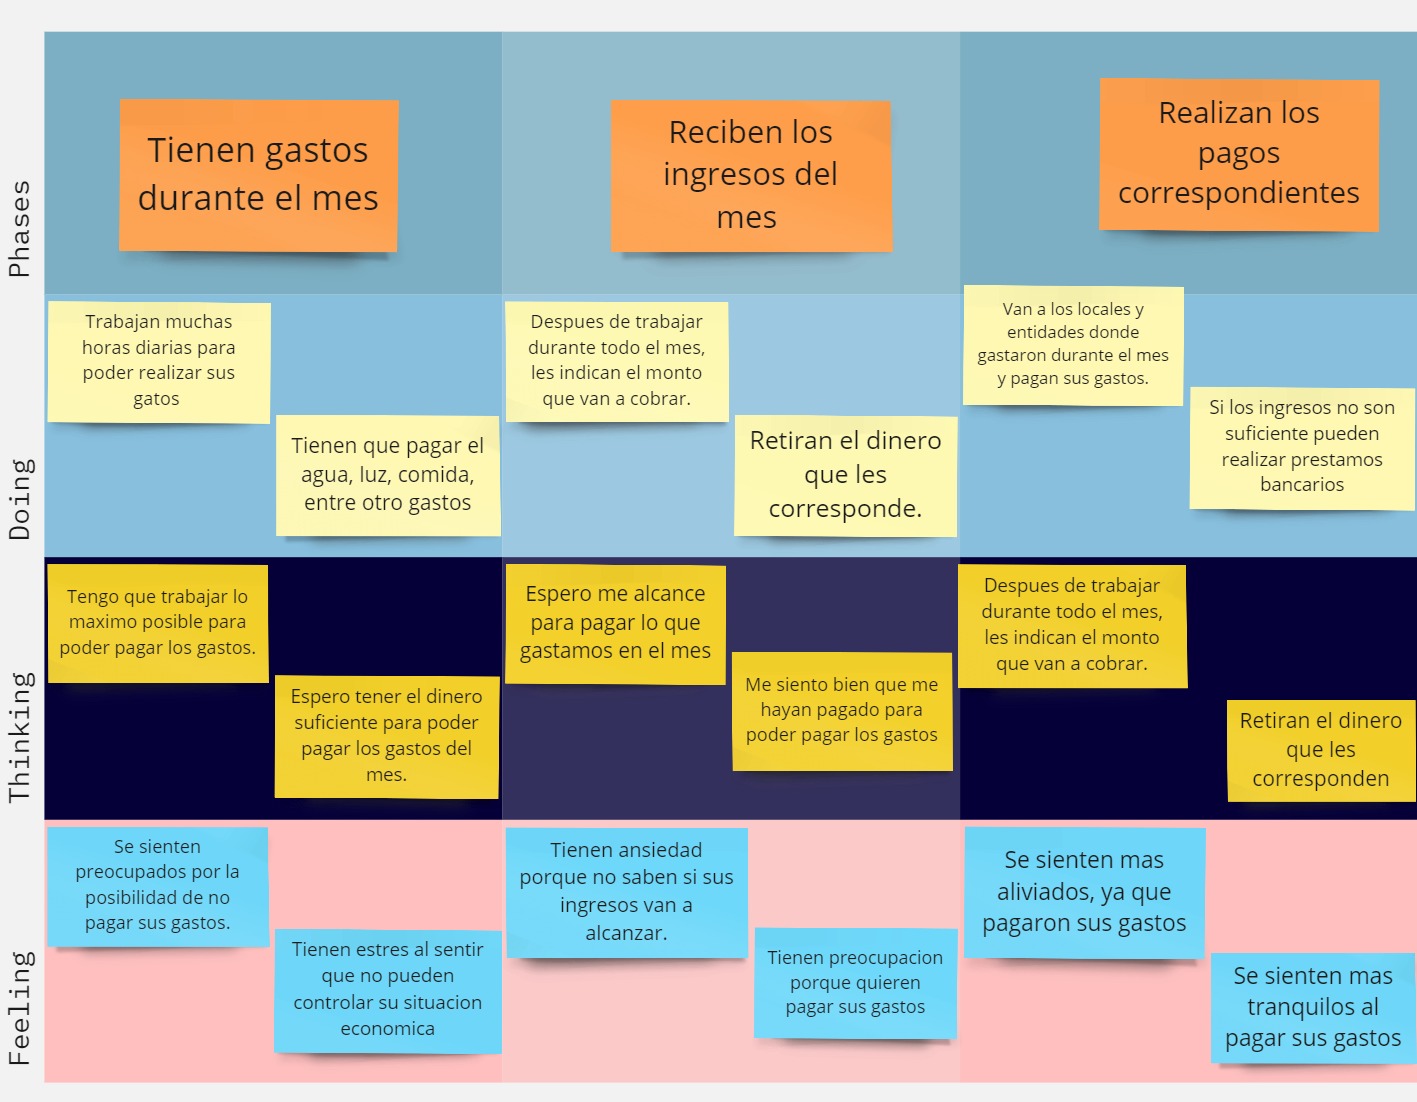 Phases
Tienen gastos
durante el mes
Reciben los
ingresos del
mes
Realizan los
pagos
correspondientes
Doing
Trabajan muchas
horas diarias para
poder realizar sus
gatos
Tienen que pagar el
agua, luz, comida,
entre otro gastos
Despues de trabajar
durante todo el mes,
les indican el monto
que van a cobrar.
Retiran el dinero
que les
corresponde.
Van a los locales y
entidades donde
gastaron durante el mes
y pagan sus gastos.
Si los ingresos no son
suficiente pueden
realizar prestamos
bancarios
Thinking
Tengo que trabajar lo
maximo posible para
poder pagar los gastos.
Espero tener el dinero
suficiente para poder
pagar los gastos del
mes.
Espero me alcance
para pagar lo que
gastamos en el mes
Me siento bien que me
hayan pagado para
poder pagar los gastos
Despues de trabajar
durante todo el mes,
les indican el monto
que van a cobrar.
Retiran el dinero
que les
corresponden
Feeling
Se sienten
preocupados por la
posibilidad de no
pagar sus gastos.
Tienen estres al sentir
que no pueden
controlar su situacion
economica
Tienen ansiedad
porque no saben si sus
ingresos van a
alcanzar.
Tienen preocupacion
porque quieren
pagar sus gastos
Se sienten mas
aliviados, ya que
pagaron sus gastos
Se sienten mas
tranquilos al
pagar sus gastos